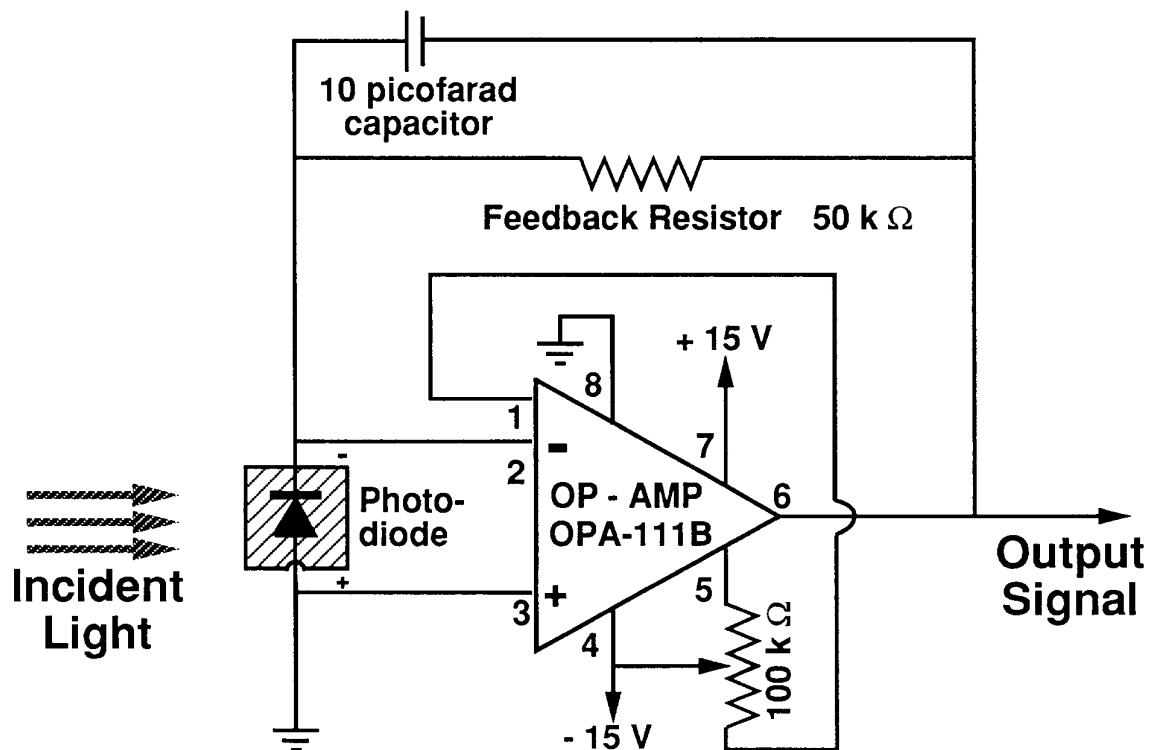 10 picofarad
capacitor
Feedback Resistor 50 k Ω
+ 15 V
8
1
7
-
2
-
Photo-
diode
OP - AMP
OPA-111B
6
Incident
Light
+
3
+
5
4
100 k Ω
Output
Signal
- 15 V